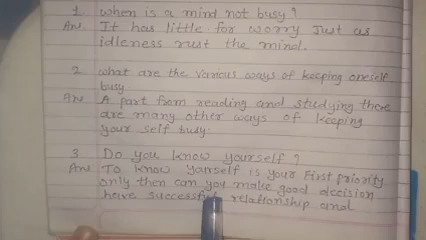 1 when is a mind not busy?
Ans It has little for worry Just as
idleness rust the mind.
2 what are the various ways of keeping oneself
busy.
Ans A part from reading and studying there
are many other ways of keeping
your self busy.
3 Do you know yourself?
Ans To know yourself is your First priority
only then can you make good decision
have successful relationship and